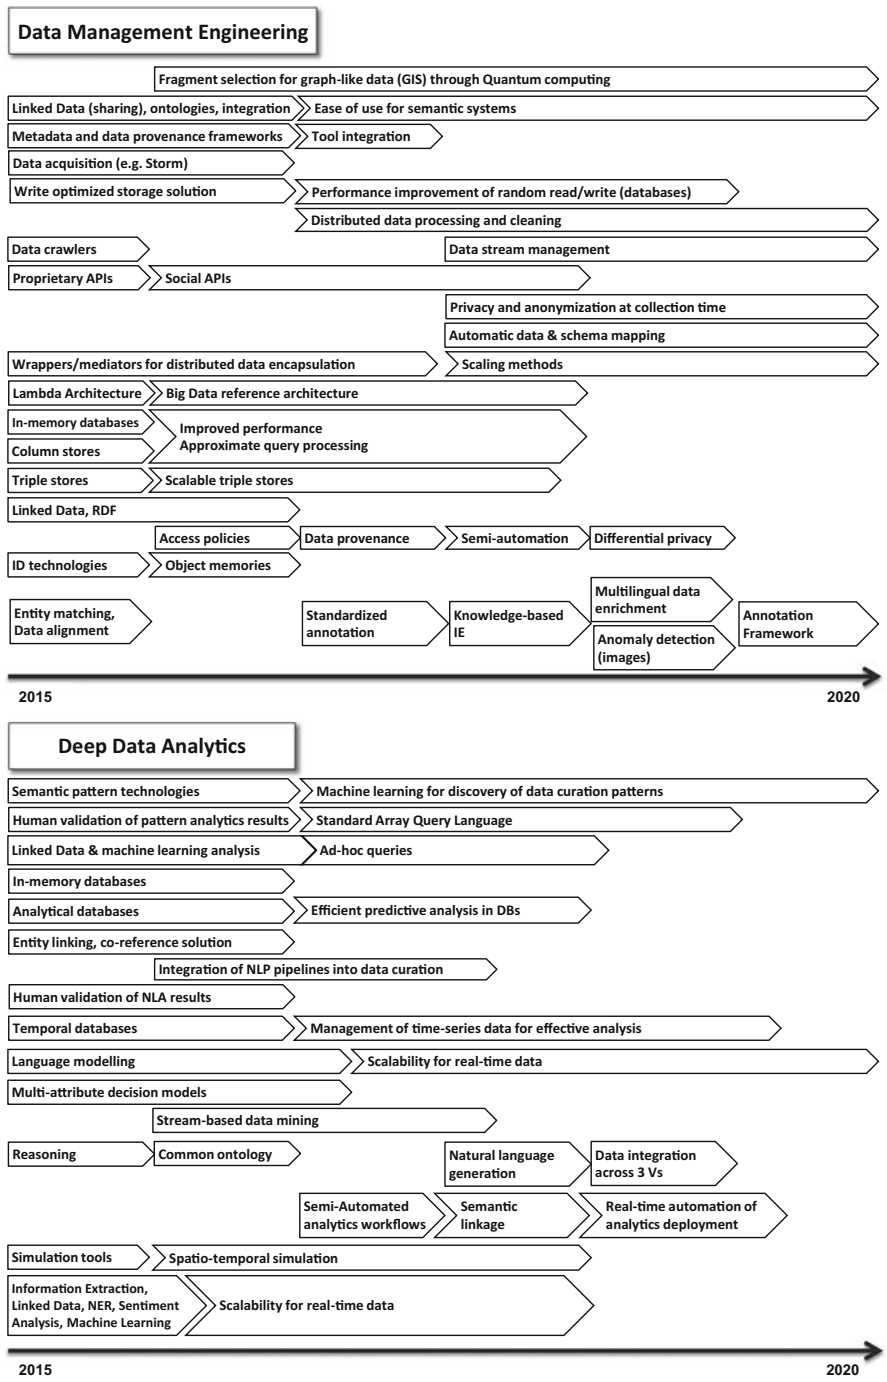 Data Management Engineering
Fragment selection for graph-like data (GIS) through Quantum computing
Linked Data (sharing), ontologies, integration
Ease of use for semantic systems
Metadata and data provenance frameworks
Tool integration
Data acquisition (e.g. Storm)
Write optimized storage solution
Performance improvement of random read/write (databases)
Distributed data processing and cleaning
Data crawlers
Data stream management
Proprietary APIs
Social APIs
Privacy and anonymization at collection time
Automatic data & schema mapping
Wrappers/mediators for distributed data encapsulation
Scaling methods
Lambda Architecture
Big Data reference architecture
In-memory databases
Column stores
Improved performance
Approximate query processing
Triple stores
Scalable triple stores
Linked Data, RDF
Access policies
Data provenance
Semi-automation
Differential privacy
ID technologies
Object memories
Entity matching,
Data alignment
Standardized
annotation
Knowledge-based
IE
Multilingual data
enrichment
Anomaly detection
(images)
Annotation
Framework
2015
2020
Deep Data Analytics
Semantic pattern technologies
Machine learning for discovery of data curation patterns
Human validation of pattern analytics results
Standard Array Query Language
Linked Data & machine learning analysis
Ad-hoc queries
In-memory databases
Analytical databases
Efficient predictive analysis in DBs
Entity linking, co-reference solution
Integration of NLP pipelines into data curation
Human validation of NLA results
Temporal databases
Management of time-series data for effective analysis
Language modelling
Scalability for real-time data
Multi-attribute decision models
Stream-based data mining
Reasoning
Common ontology
Natural language
generation
Data integration
across 3 Vs
Semi-Automated
analytics workflows
Semantic
linkage
Real-time automation of
analytics deployment
Simulation tools
Spatio-temporal simulation
Information Extraction,
Linked Data, NER, Sentiment
Analysis, Machine Learning
Scalability for real-time data
2015
2020